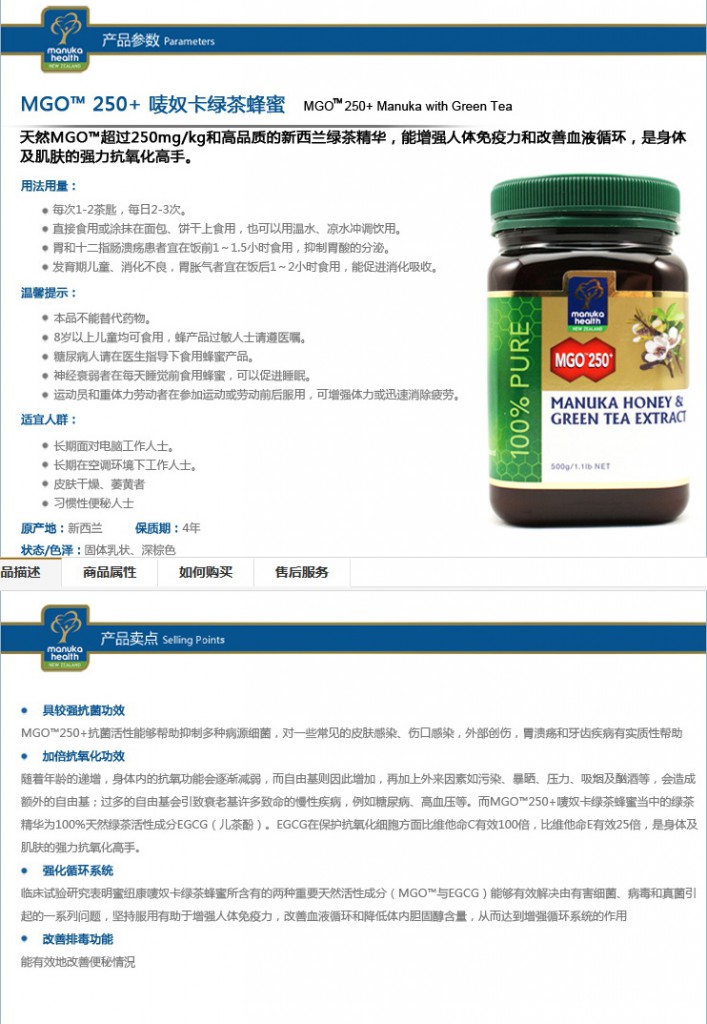 manuka
health
NEW ZEALAND
产品参数 Parameters
MGO™ 250+ 唛奴卡绿茶蜂蜜 MGO™ 250+ Manuka with Green Tea
天然MGO™超过250mg/kg和高品质的新西兰绿茶精华，能增强人体免疫力和改善血液循环，是身体
及肌肤的强力抗氧化高手。
用法用量：
每次1-2茶匙，每日2-3次。
直接食用或涂抹在面包、饼干上食用，也可以用温水、凉水冲调饮用。
胃和十二指肠溃疡患者宜在饭前1～1.5小时食用，抑制胃酸的分泌。
发育期儿童、消化不良，胃胀气者宜在饭后1～2小时食用，能促进消化吸收。
温馨提示：
本品不能替代药物。
8岁以上儿童均可食用，蜂产品过敏人士请遵医嘱。
糖尿病人请在医生指导下食用蜂蜜产品。
神经衰弱者在每天睡觉前食用蜂蜜，可以促进睡眠。
运动员和重体力劳动者在参加运动或劳动前后服用，可增强体力或迅速消除疲劳。
适宜人群：
长期面对电脑工作人士。
长期在空调环境下工作人士。
皮肤干燥、萎黄者
习惯性便秘人士
原产地：新西兰 保质期：4年
状态/色泽：固体乳状、深棕色
manuka
health
NEW ZEALAND
100% PURE
MGO™250+
MANUKA HONEY &
GREEN TEA EXTRACT
500g/1.1lb NET
品描述 商品属性 如何购买 售后服务
manuka
health
NEW ZEALAND
产品卖点 Selling Points
具较强抗菌功效
MGO™250+抗菌活性能够帮助抑制多种病源细菌，对一些常见的皮肤感染、伤口感染，外部创伤，胃溃疡和牙齿疾病有实质性帮助
加倍抗氧化功效
随着年龄的递增，身体内的抗氧功能会逐渐减弱，而自由基则因此增加，再加上外来因素如污染、暴晒、压力、吸烟及酗酒等，会造成
额外的自由基；过多的自由基会引致衰老甚许多致命的慢性疾病，例如糖尿病、高血压等。而MGO™250+唛奴卡绿茶蜂蜜当中的绿茶
精华为100%天然绿茶活性成分EGCG（儿茶酚）。EGCG在保护抗氧化细胞方面比维他命C有效100倍，比维他命E有效25倍，是身体及
肌肤的强力抗氧化高手。
强化循环系统
临床试验研究表明蜜纽康唛奴卡绿茶蜂蜜所含有的两种重要天然活性成分（MGO™与EGCG）能够有效解决由有害细菌、病毒和真菌引
起的一系列问题，坚持服用有助于增强人体免疫力，改善血液循环和降低体内胆固醇含量，从而达到增强循环系统的作用
改善排毒功能
能有效地改善便秘情況